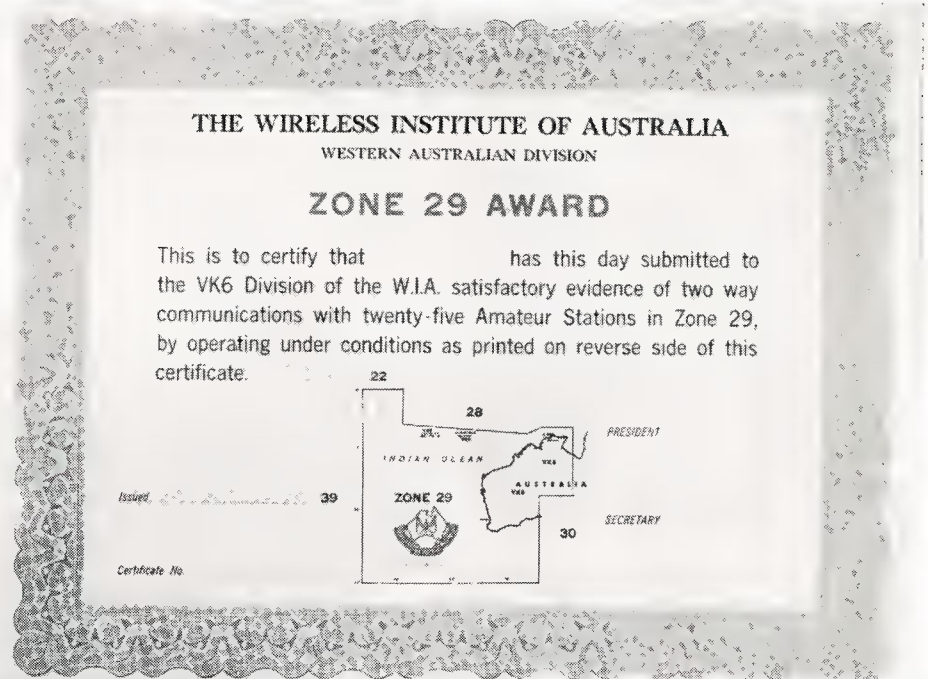 THE WIRELESS INSTITUTE OF AUSTRALIA
WESTERN AUSTRALIAN DIVISION
ZONE 29 AWARD
This is to certify that has this day submitted to
the VK6 Division of the W.I.A. satisfactory evidence of two way
communications with twenty-five Amateur Stations in Zone 29,
by operating under conditions as printed on reverse side of this
certificate.
22
28
PRESIDENT
INDIAN OCEAN
VK8
AUSTRALIA
VK6
Issued
39
ZONE 29
SECRETARY
30
Certificate No.